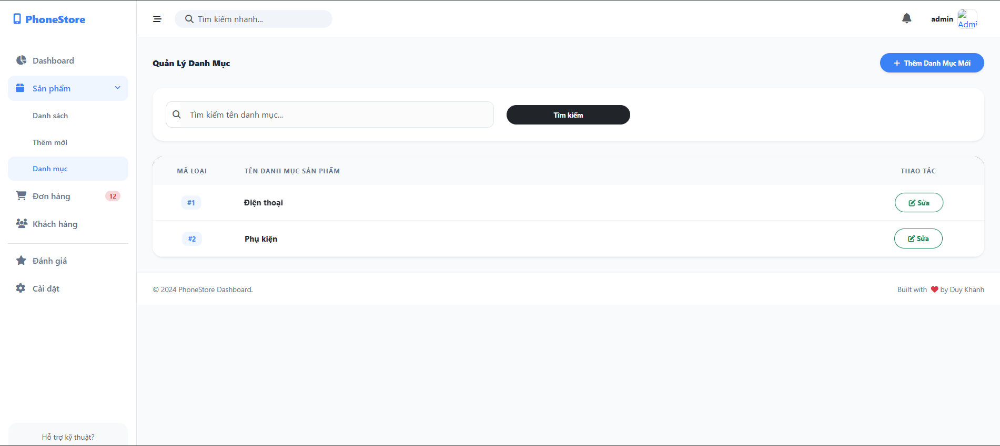 PhoneStore
Tìm kiếm nhanh...
admin
Admi
Dashboard
Sản phẩm
Danh sách
Thêm mới
Danh mục
Đơn hàng
12
Khách hàng
Đánh giá
Cài đặt
Hỗ trợ kỹ thuật?
Quản Lý Danh Mục
Thêm Danh Mục Mới
Tìm kiếm tên danh mục...
Tìm kiếm
MÃ LOẠI TÊN DANH MỤC SẢN PHẨM THAO TÁC
#1 Điện thoại Sửa
#2 Phụ kiện Sửa
© 2024 PhoneStore Dashboard.
Built with by Duy Khanh